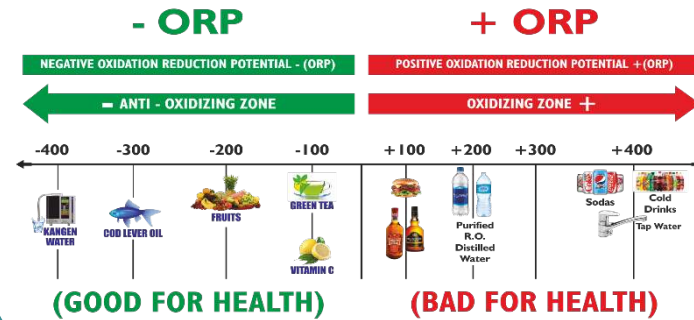 - ORP
+ ORP
NEGATIVE OXIDATION REDUCTION POTENTIAL - (ORP)
POSITIVE OXIDATION REDUCTION POTENTIAL +(ORP)
- ANTI - OXIDIZING ZONE
OXIDIZING ZONE +
-400 -300 -200 -100 +100 +200 +300 +400
KANGEN
WATER
COD LEVER OIL
FRUITS
GREEN TEA
VITAMIN C
Purified
R.O.
Distilled
Water
Sodas
Cold
Drinks
Tap Water
(GOOD FOR HEALTH)
(BAD FOR HEALTH)